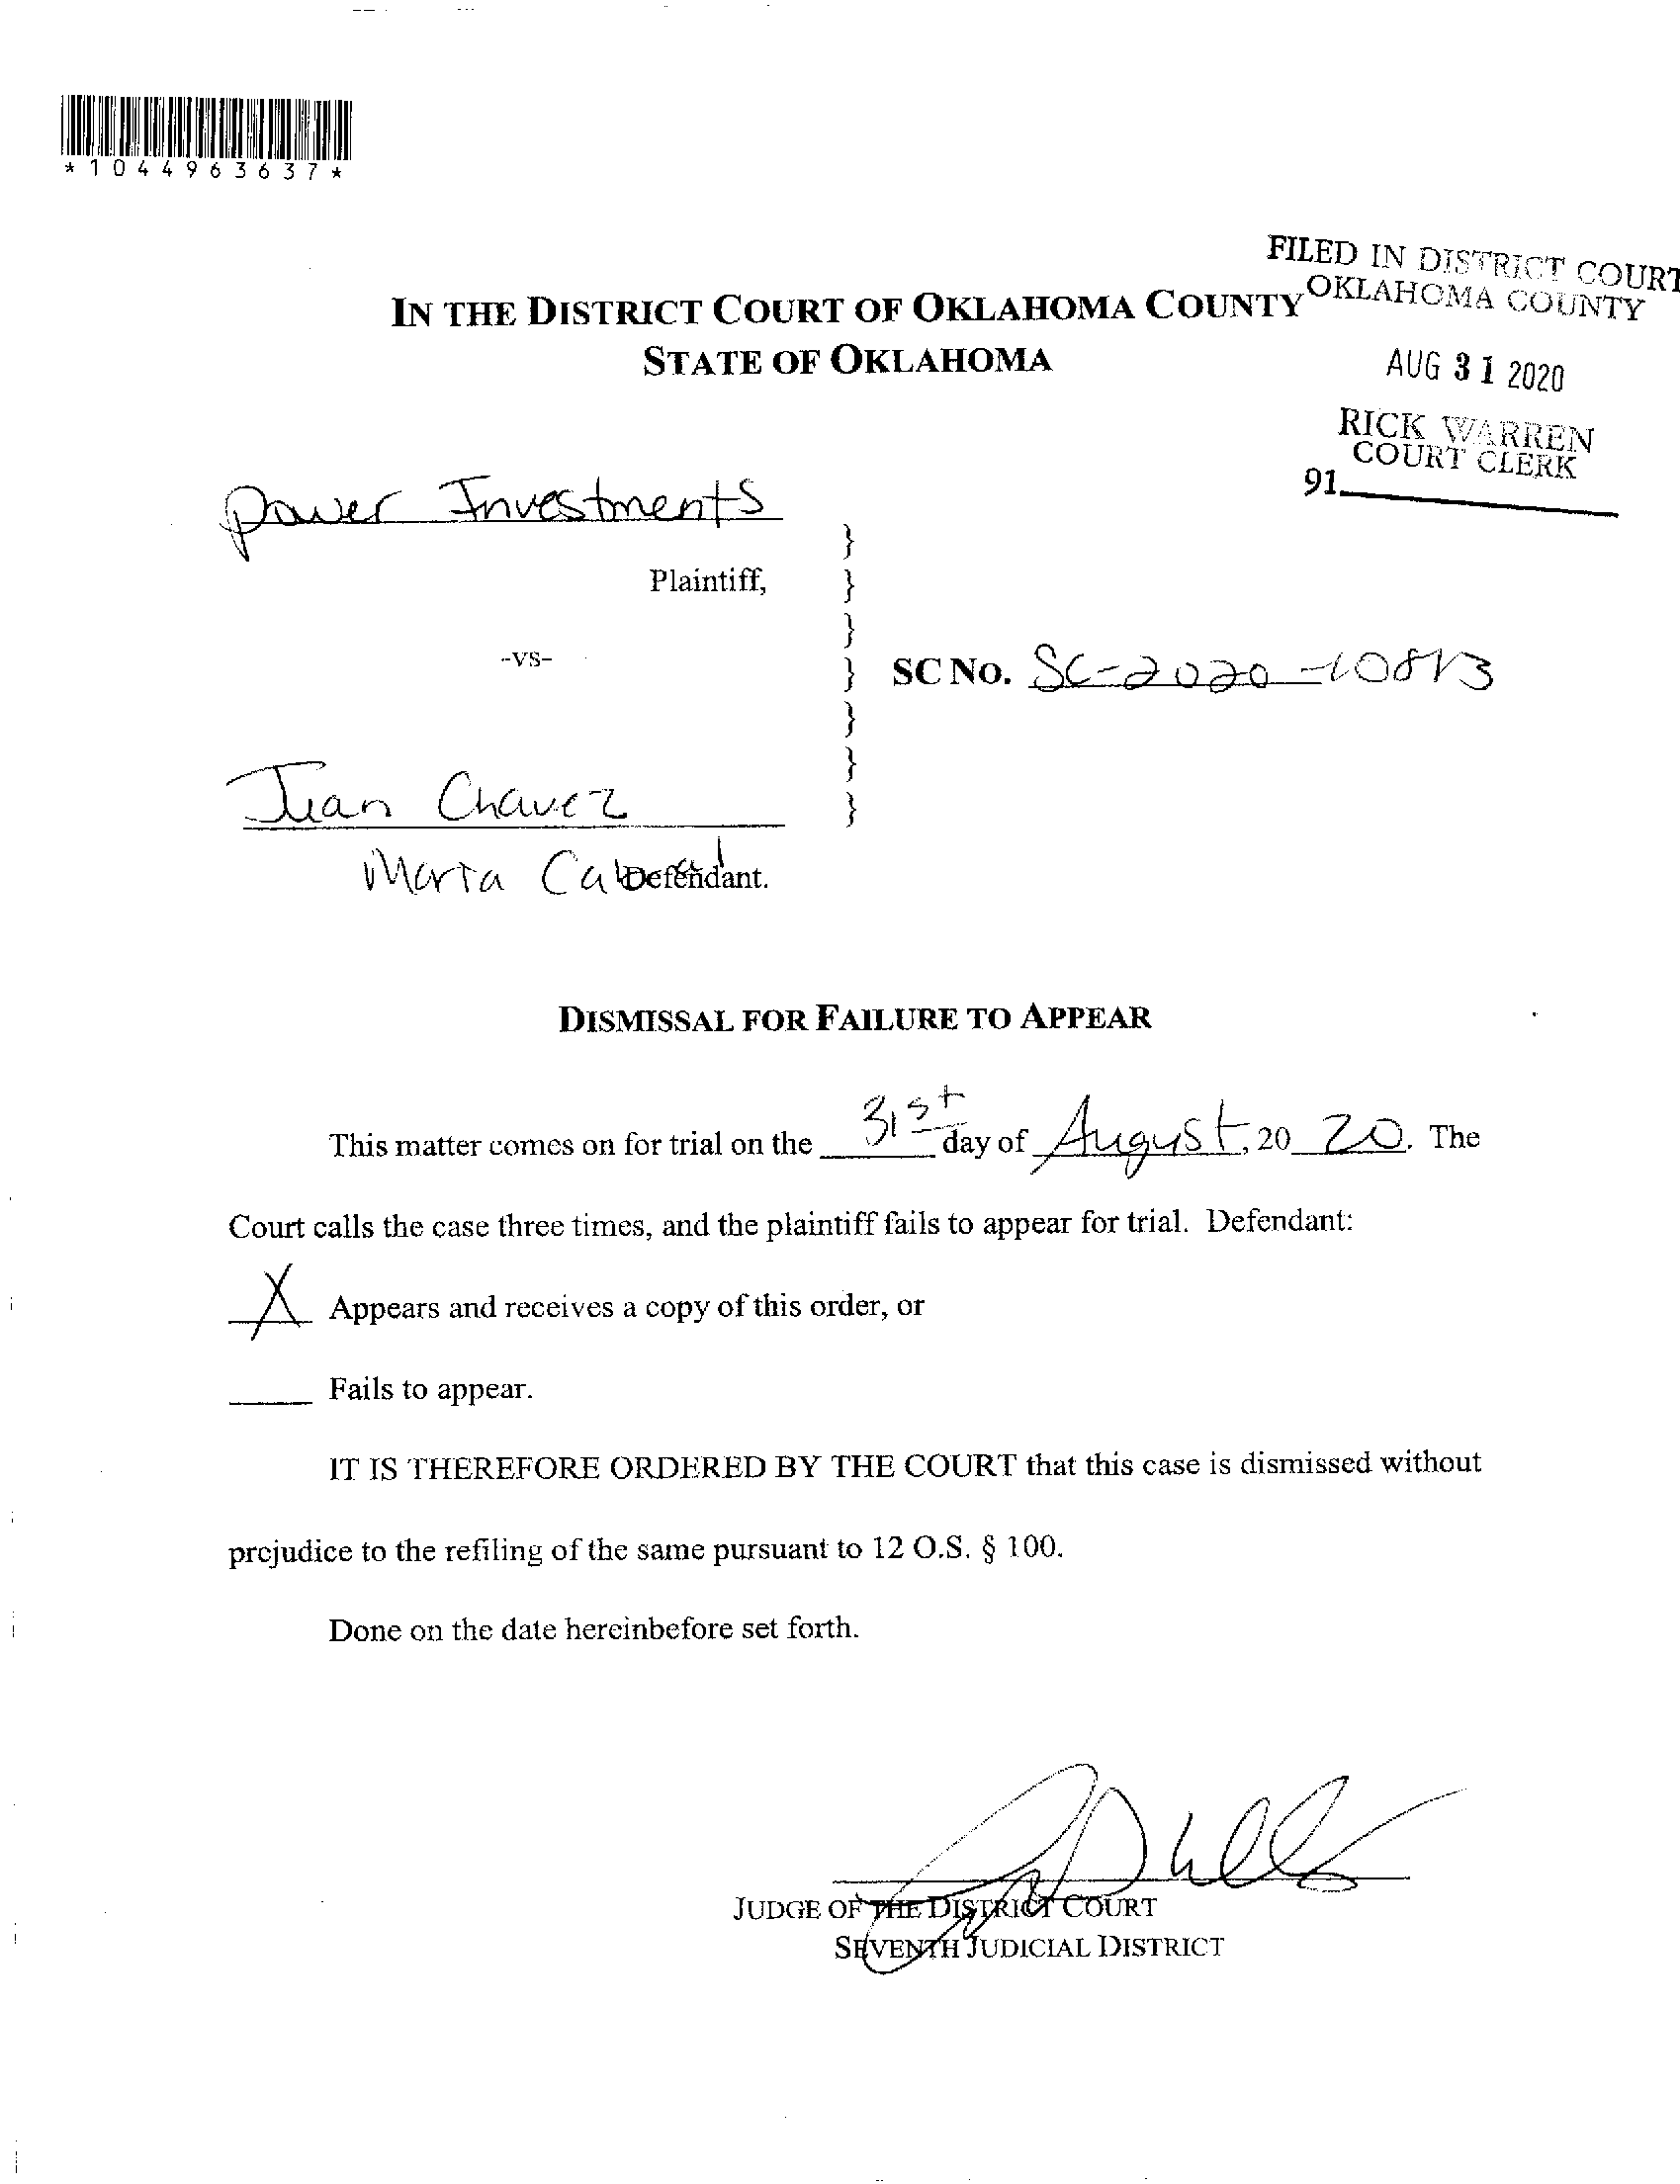 *1044963637*
FILED IN DISTRICT COURT
OKLAHOMA COUNTY
IN THE DISTRICT COURT OF OKLAHOMA COUNTY
STATE OF OKLAHOMA
AUG 31 2020
RICK WARREN
COURT CLERK
91
Power Investments
}
Plaintiff, }
}
-vs-
} SC No. SC-2020-10813
}
}
Juan Chavez }
Maria
Defendant.
DISMISSAL FOR FAILURE TO APPEAR
This matter comes on for trial on the 31st day of August, 20 20. The
Court calls the case three times, and the plaintiff fails to appear for trial. Defendant:
X Appears and receives a copy of this order, or
Fails to appear.
IT IS THEREFORE ORDERED BY THE COURT that this case is dismissed without
prejudice to the refiling of the same pursuant to 12 O.S. § 100.
Done on the date hereinbefore set forth.
JUDGE OF THE DISTRICT COURT
SEVENTH JUDICIAL DISTRICT